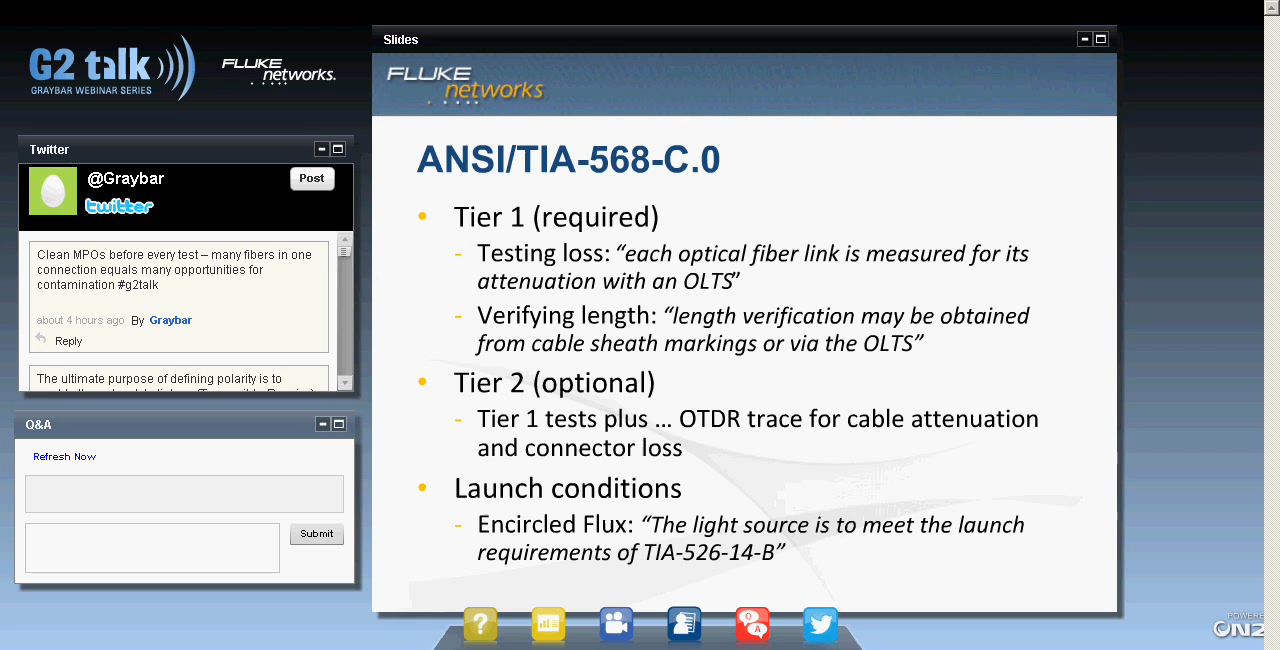 G2 talk
GRAYBAR WEBINAR SERIES
FLUKE
networks.
Twitter
@Graybar
Post
twitter
Clean MPOs before every test – many fibers in one
connection equals many opportunities for
contamination #g2talk
about 4 hours ago By Graybar
Reply
The ultimate purpose of defining polarity is to
Q&A
Refresh Now
Submit
Slides
FLUKE
networks
ANSI/TIA-568-C.0
• Tier 1 (required)
- Testing loss: “each optical fiber link is measured for its
attenuation with an OLTS”
- Verifying length: “length verification may be obtained
from cable sheath markings or via the OLTS”
• Tier 2 (optional)
- Tier 1 tests plus … OTDR trace for cable attenuation
and connector loss
• Launch conditions
- Encircled Flux: “The light source is to meet the launch
requirements of TIA-526-14-B”
?
Q
A
POWERE
ON2